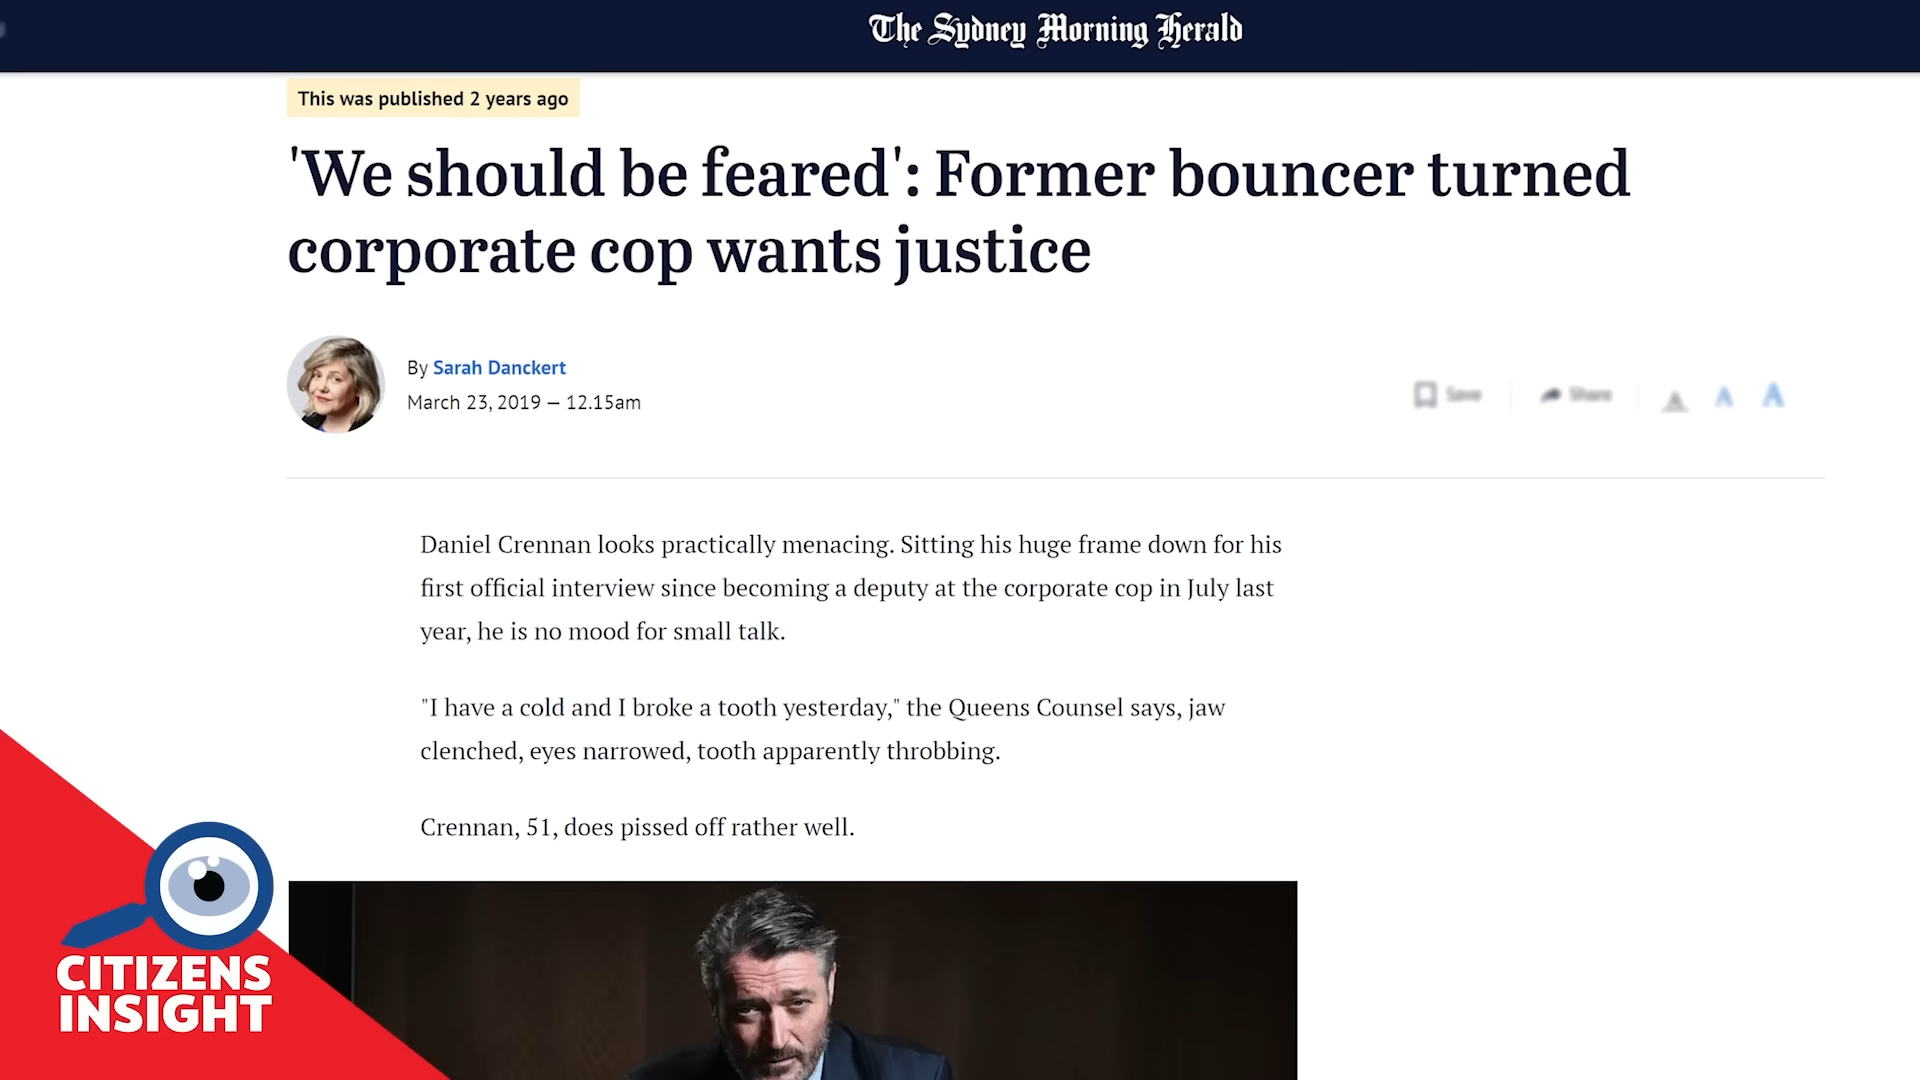 The Sydney Morning Herald
This was published 2 years ago
'We should be feared': Former bouncer turned
corporate cop wants justice
By Sarah Danckert
March 23, 2019 – 12.15am
Save
Share
A
A
A
Daniel Crennan looks practically menacing. Sitting his huge frame down for his
first official interview since becoming a deputy at the corporate cop in July last
year, he is no mood for small talk.
"I have a cold and I broke a tooth yesterday," the Queens Counsel says, jaw
clenched, eyes narrowed, tooth apparently throbbing.
Crennan, 51, does pissed off rather well.
CITIZENS
INSIGHT